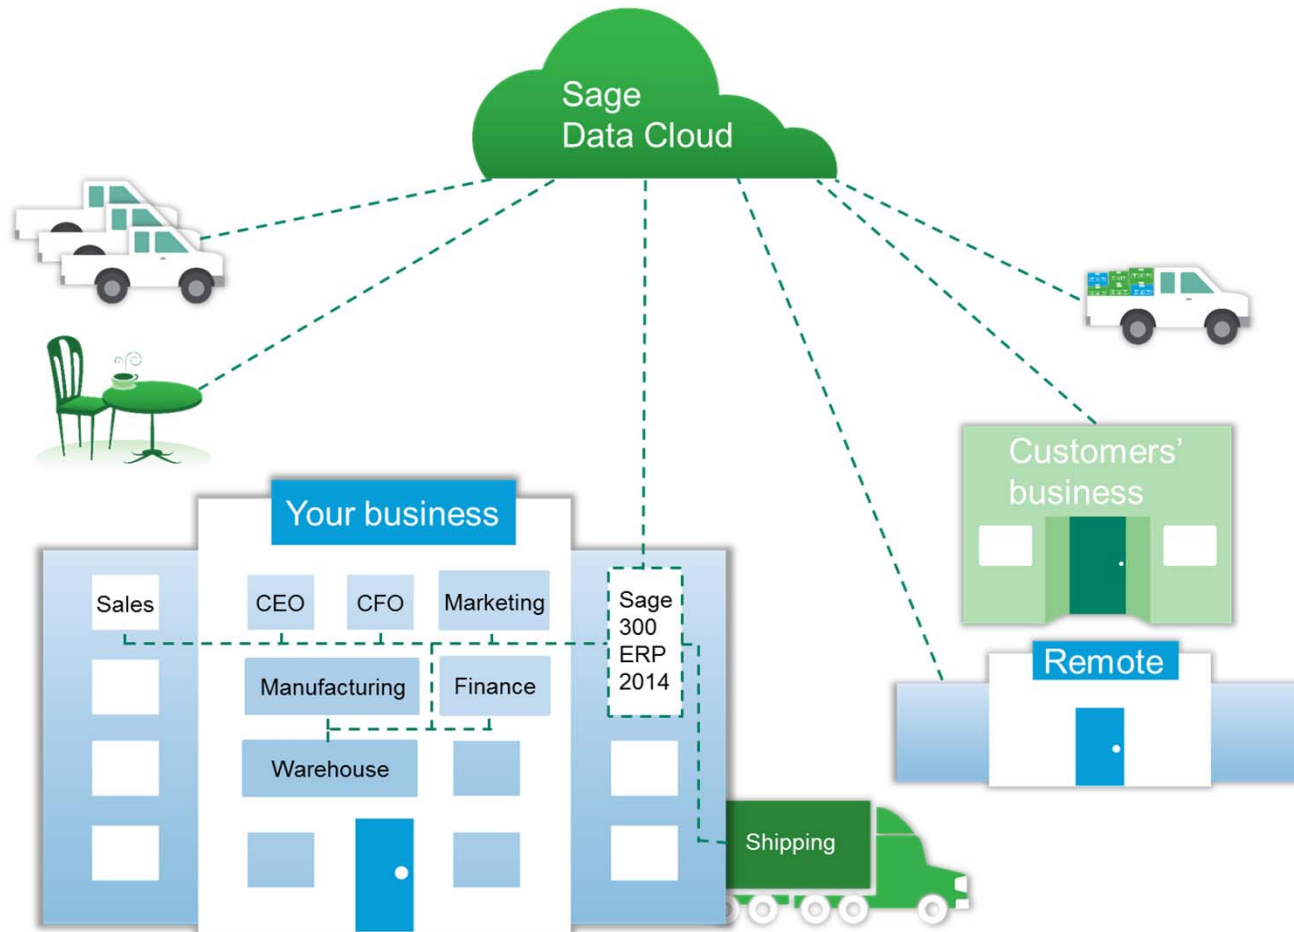 Sage
Data Cloud
Customers’
business
Your business
Sales
CEO
CFO
Marketing
Sage
300
ERP
2014
Manufacturing
Finance
Remote
Warehouse
Shipping